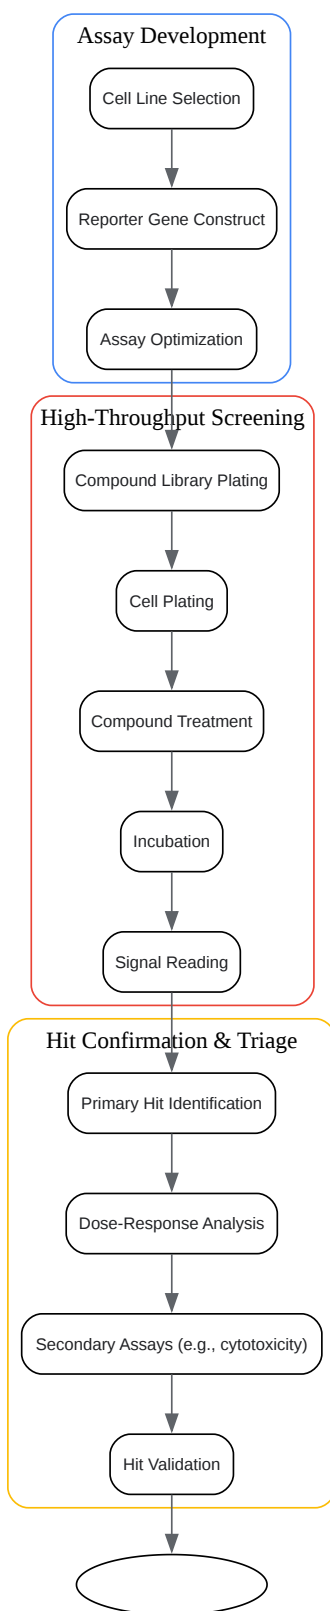 Assay Development
Cell Line Selection
Reporter Gene Construct
Assay Optimization
High-Throughput Screening
Compound Library Plating
Cell Plating
Compound Treatment
Incubation
Signal Reading
Hit Confirmation & Triage
Primary Hit Identification
Dose-Response Analysis
Secondary Assays (e.g., cytotoxicity)
Hit Validation